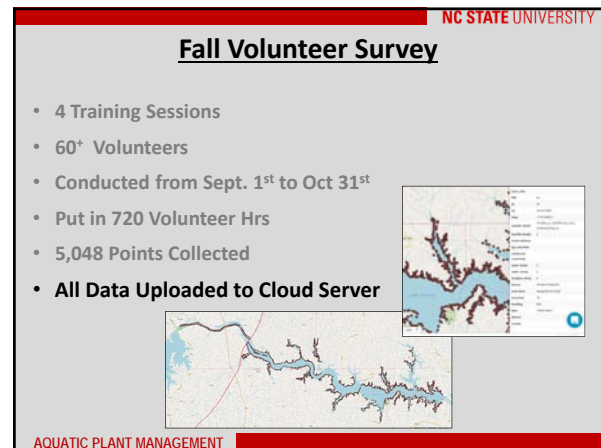 NC STATE UNIVERSITY
Fall Volunteer Survey
• 4 Training Sessions
• 60+ Volunteers
• Conducted from Sept. 1st to Oct 31st
• Put in 720 Volunteer Hrs
• 5,048 Points Collected
• All Data Uploaded to Cloud Server
AQUATIC PLANT MANAGEMENT